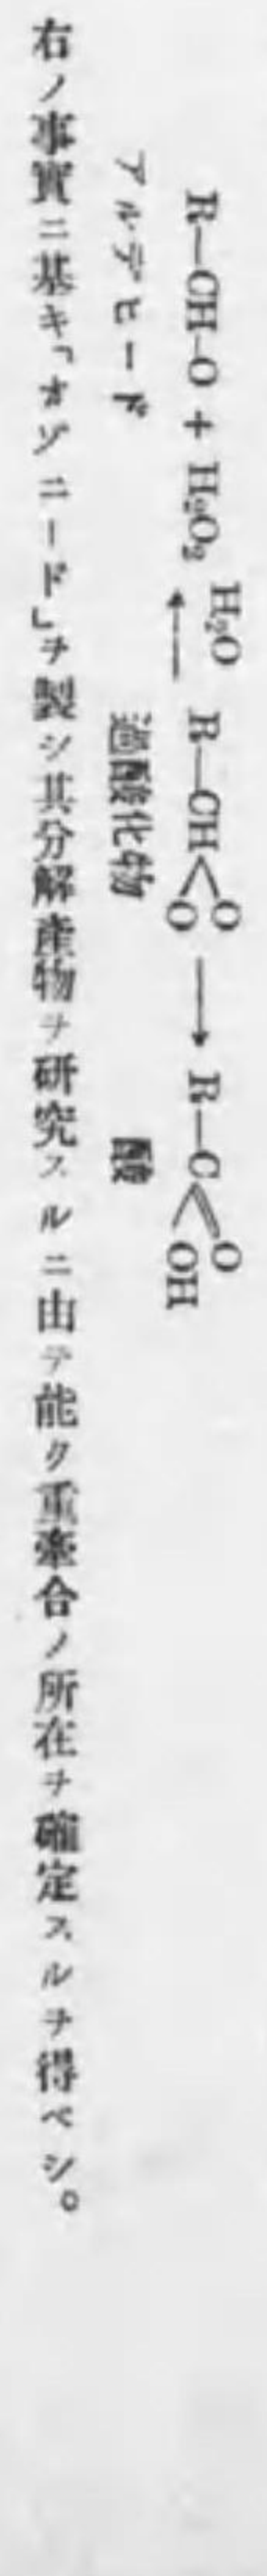 H₂O O O
R—CH·O + H₂O₂ ← R—CH< → R—C<
O OH
アルデヒード 過酸化物 酸
右ノ事實ニ基キ「オゾニード」ヲ製シ其分解産物ヲ研究スルニ由テ能ク重牽合ノ所在ヲ確定スルヲ得ベシ。